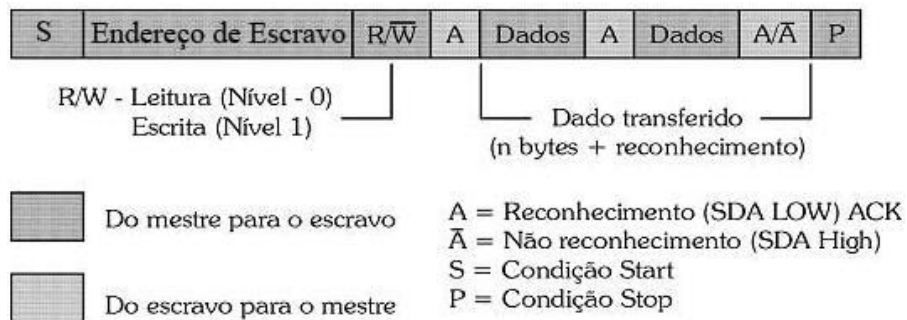 S Endereço de Escravo R/W̅ A Dados A Dados A/A̅ P
R/W - Leitura (Nível - 0)
Escrita (Nível 1)
Dado transferido
(n bytes + reconhecimento)
Do mestre para o escravo
Do escravo para o mestre
A = Reconhecimento (SDA LOW) ACK
A̅ = Não reconhecimento (SDA High)
S = Condição Start
P = Condição Stop